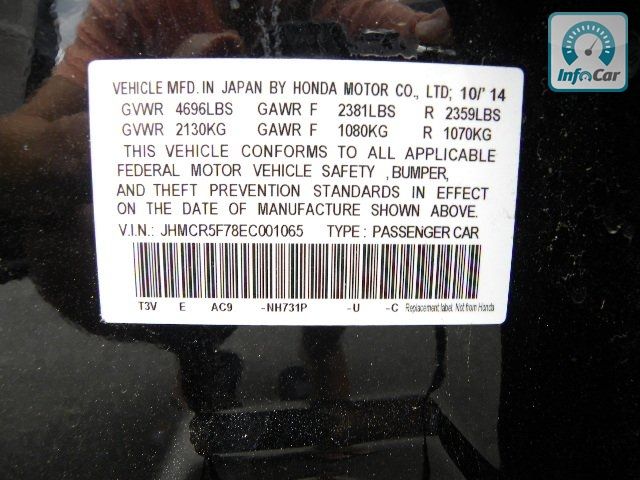 InfoCar
VEHICLE MFD. IN JAPAN BY HONDA MOTOR CO., LTD; 10/' 14
GVWR 4696LBS GAWR F 2381LBS R 2359LBS
GVWR 2130KG GAWR F 1080KG R 1070KG
THIS VEHICLE CONFORMS TO ALL APPLICABLE
FEDERAL MOTOR VEHICLE SAFETY ,BUMPER,
AND THEFT PREVENTION STANDARDS IN EFFECT
ON THE DATE OF MANUFACTURE SHOWN ABOVE.
V.I.N.: JHMCR5F78EC001065 TYPE: PASSENGER CAR
T3V E AC9 -NH731P -U -C Replacement label. Not from Honda